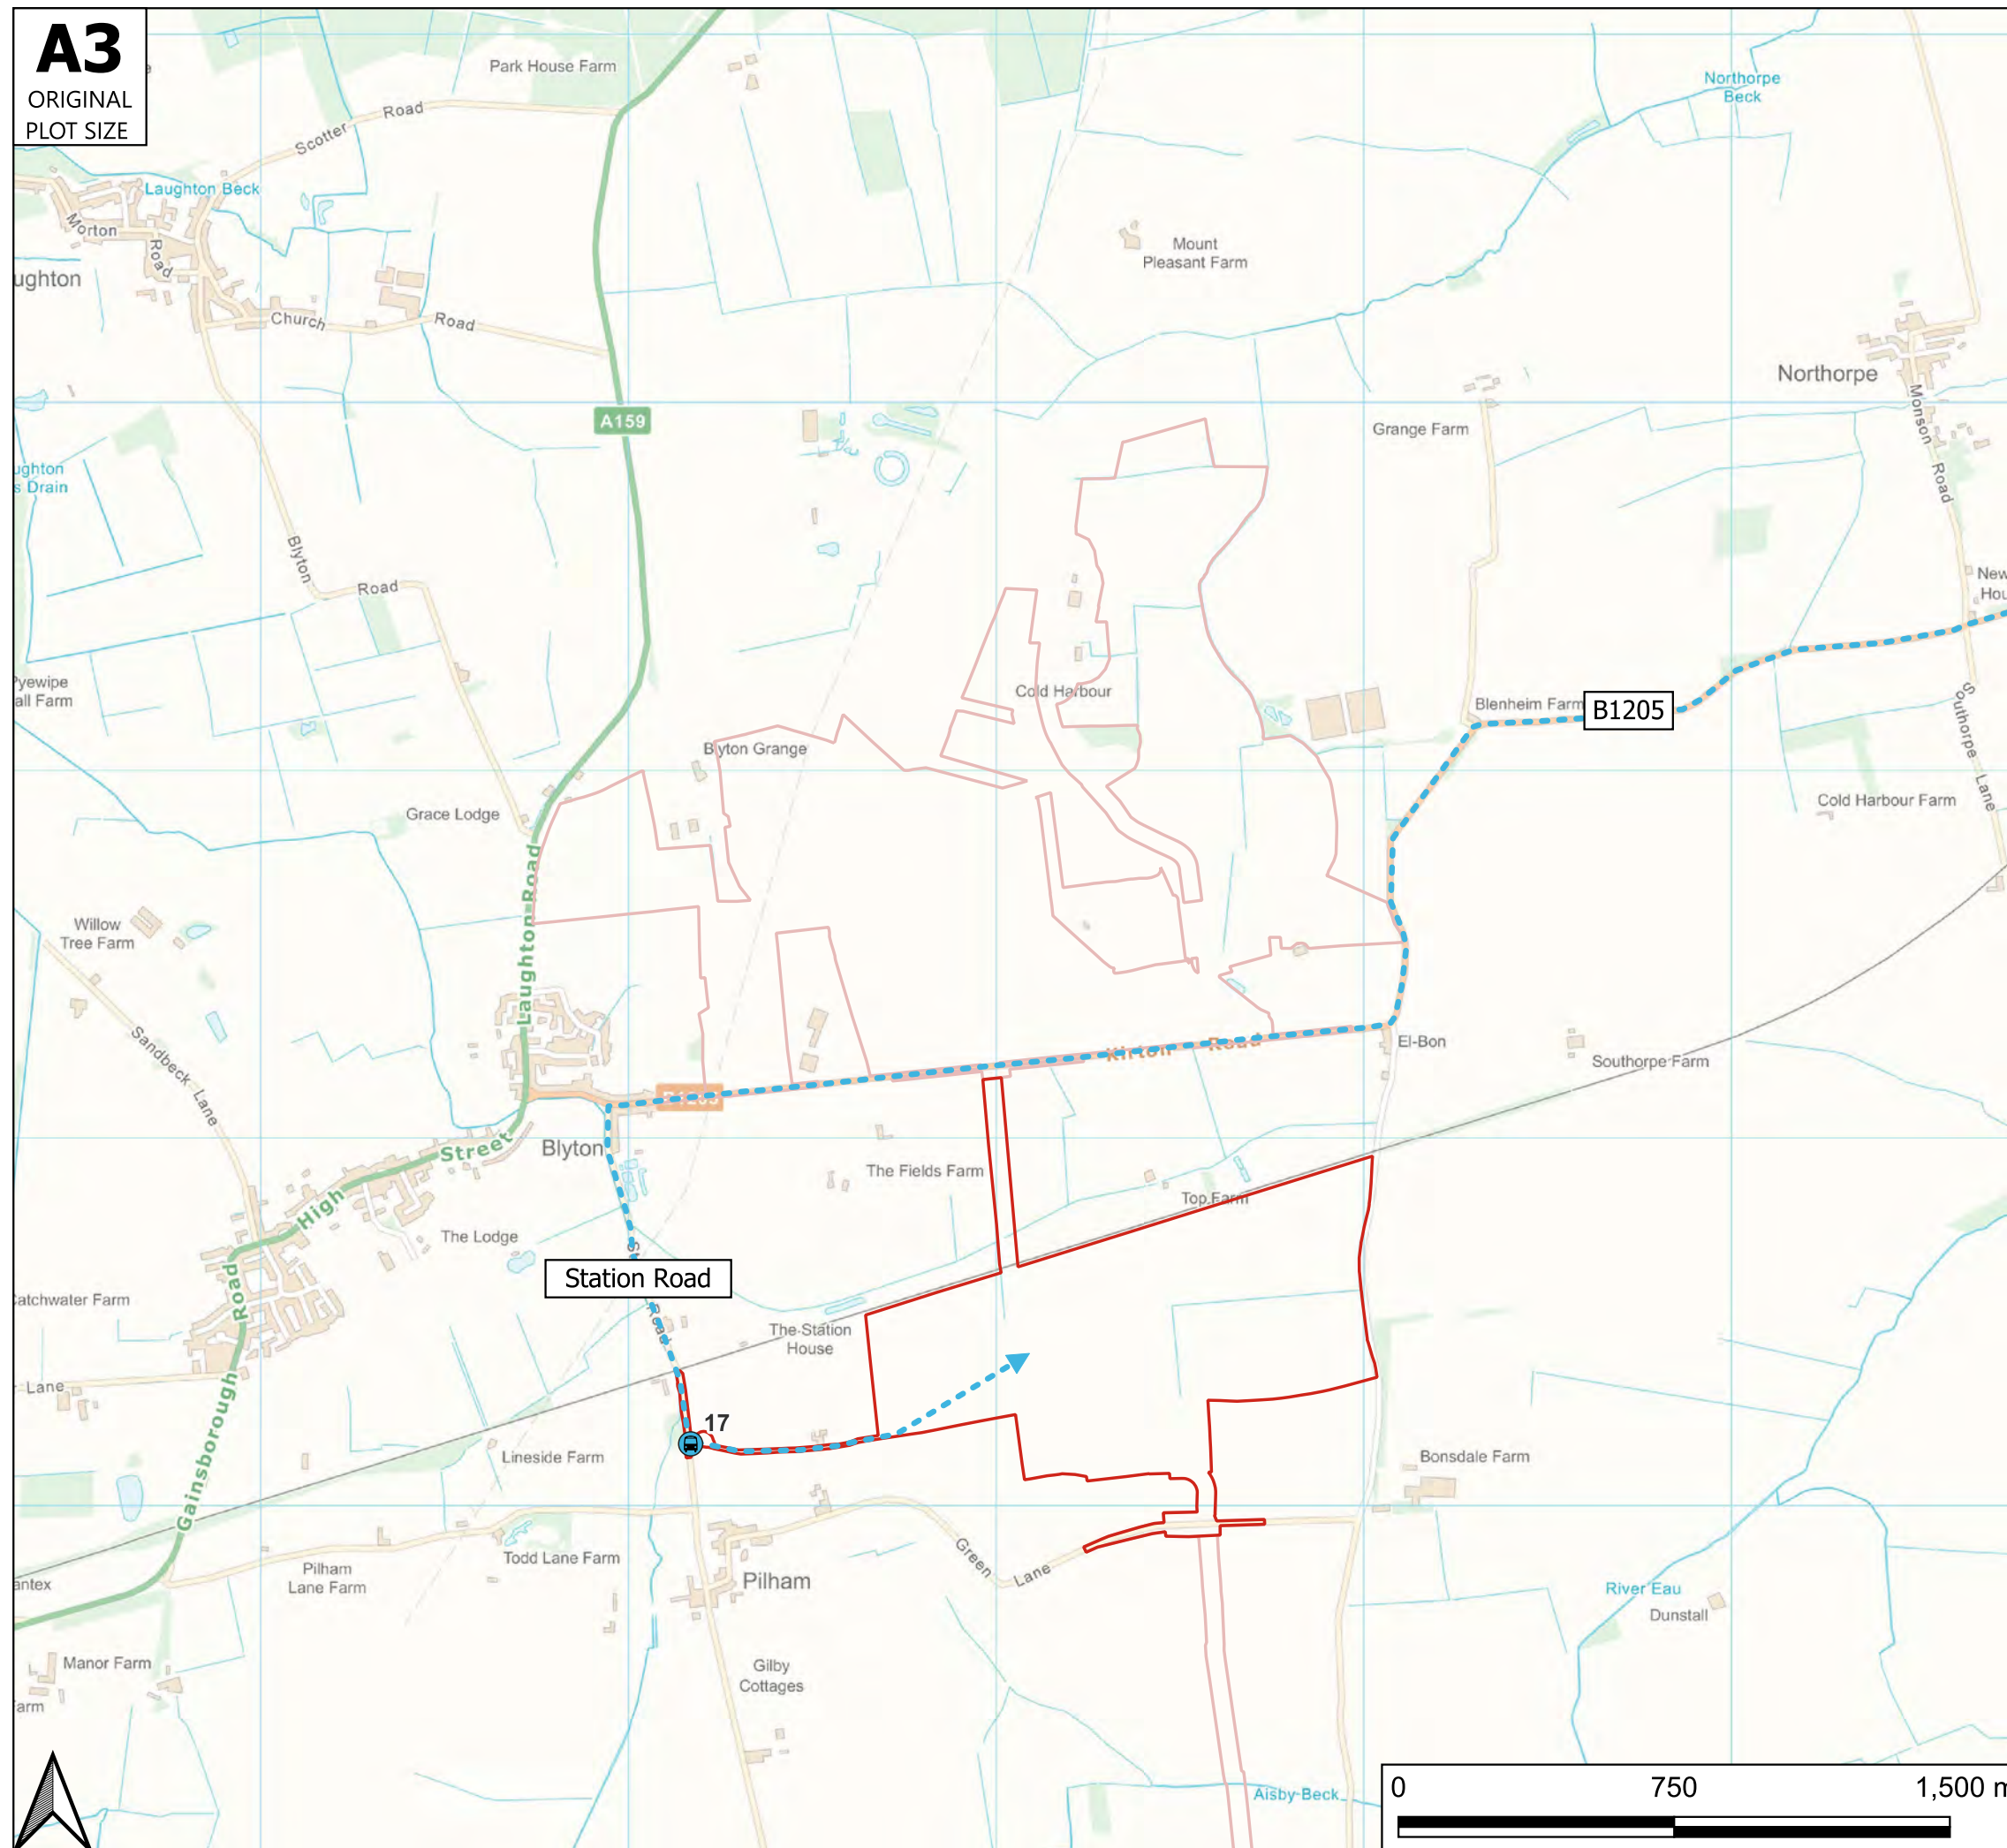 A3
ORIGINAL
PLOT SIZE
Park House Farm
Scotter Road
Northorpe
Beck
Laughton Beck
Morton
Road
ughton
Church Road
Mount
Pleasant Farm
Northorpe
Monson Road
A159
Grange Farm
ughton
s Drain
Blyton Road
New
Hou
Pyewipe
all Farm
Cold Harbour
Blenheim Farm
B1205
Southorpe Lane
Blyton Grange
Grace Lodge
Cold Harbour Farm
Laughton Road
Willow
Tree Farm
Sandbeck Lane
Kirton Road
El-Bon
Southorpe Farm
B1205
High Street
Blyton
The Fields Farm
Top Farm
The Lodge
Station Road
Road
Catchwater Farm
The Station
House
Gainsborough Road
Lane
17
Lineside Farm
Bonsdale Farm
Todd Lane Farm
Pilham
Lane Farm
Pilham
Green Lane
antex
River Eau
Dunstall
Manor Farm
Gilby
Cottages
arm
Aisby Beck
0 750 1,500 m